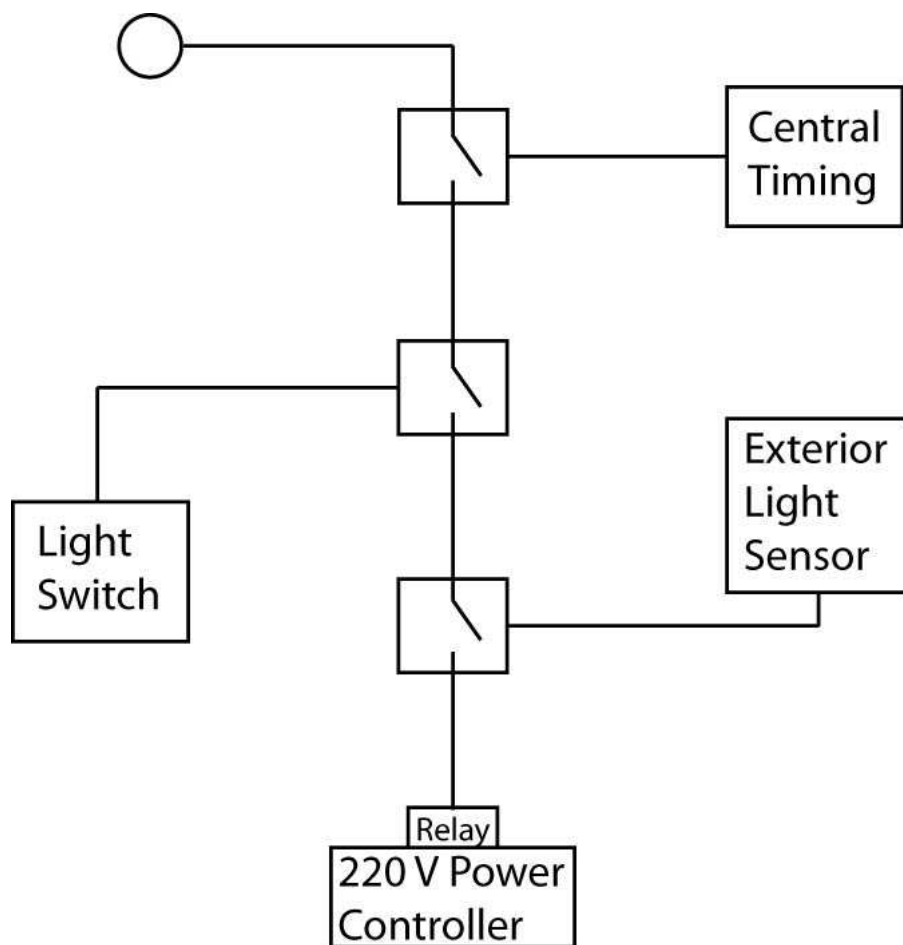 Central
Timing
Exterior
Light
Sensor
Light
Switch
Relay
220 V Power
Controller